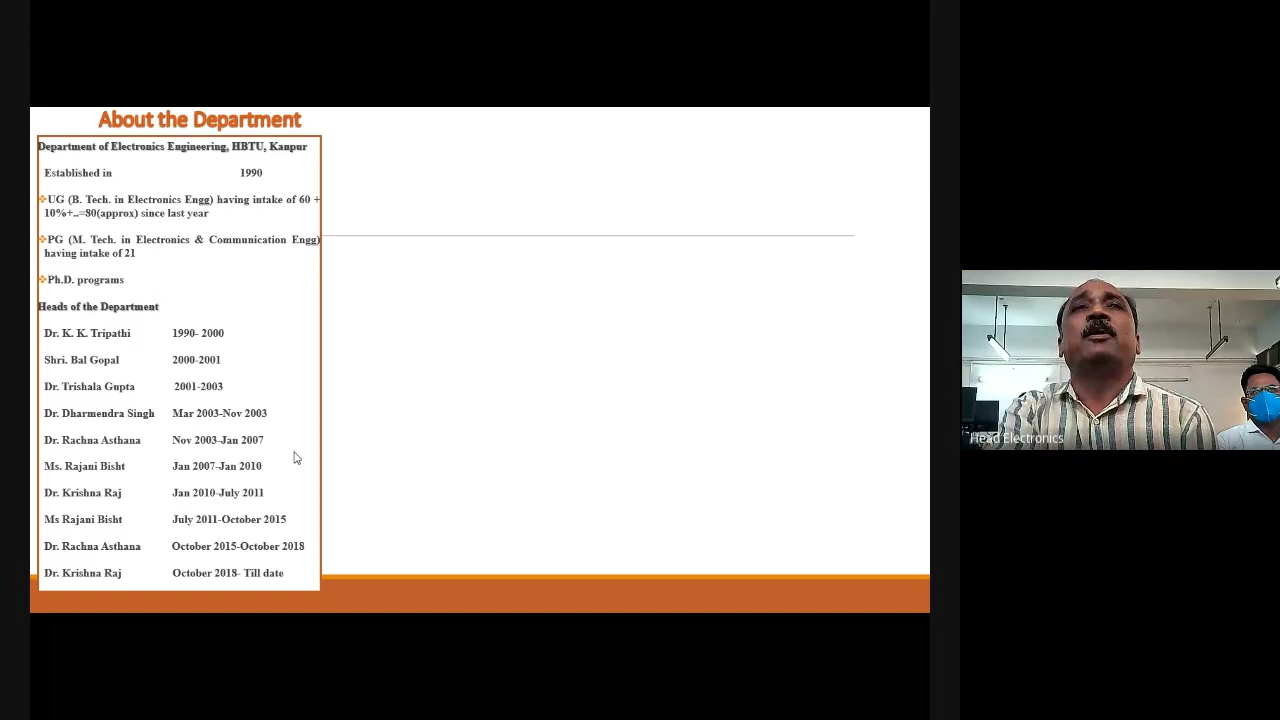 About the Department
Department of Electronics Engineering, HBTU, Kanpur
Established in 1990
UG (B. Tech. in Electronics Engg) having intake of 60 +
10%+..=80(approx) since last year
PG (M. Tech. in Electronics & Communication Engg)
having intake of 21
Ph.D. programs
Heads of the Department
Dr. K. K. Tripathi 1990- 2000
Shri. Bal Gopal 2000-2001
Dr. Trishala Gupta 2001-2003
Dr. Dharmendra Singh Mar 2003-Nov 2003
Dr. Rachna Asthana Nov 2003-Jan 2007
Ms. Rajani Bisht Jan 2007-Jan 2010
Dr. Krishna Raj Jan 2010-July 2011
Ms Rajani Bisht July 2011-October 2015
Dr. Rachna Asthana October 2015-October 2018
Dr. Krishna Raj October 2018- Till date
Head Electronics